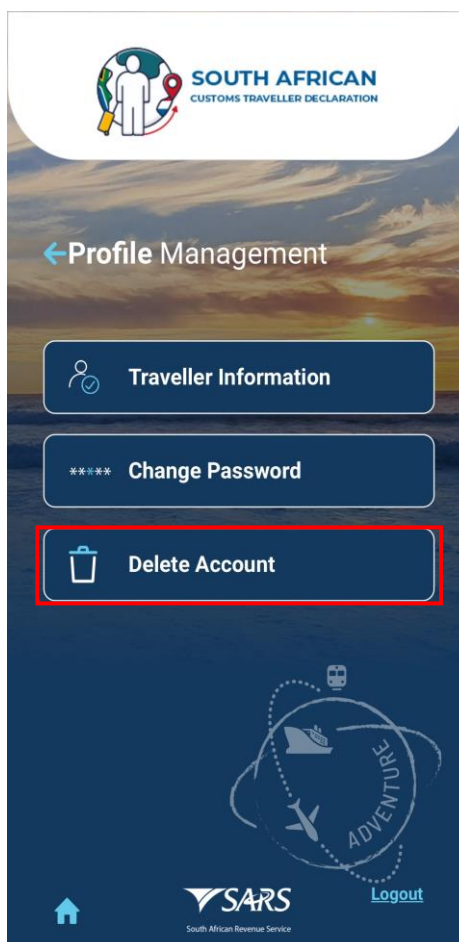 SOUTH AFRICAN
CUSTOMS TRAVELLER DECLARATION
Profile Management
Traveller Information
***** Change Password
Delete Account
ADVENTURE
SARS
South African Revenue Service
Logout